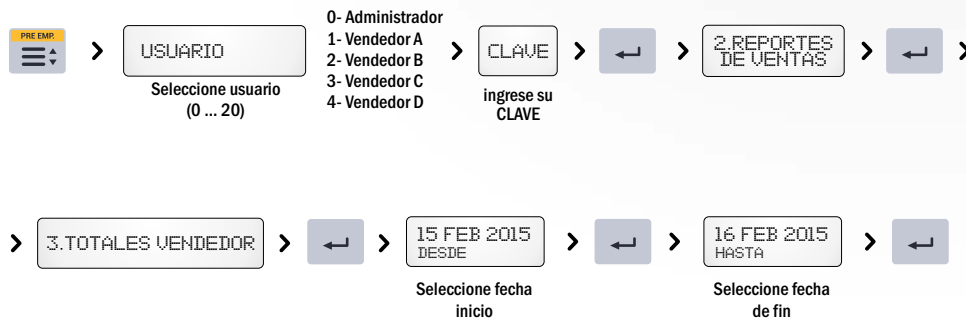 PRE EMP.
USUARIO
Seleccione usuario
(0 ... 20)
0- Administrador
1- Vendedor A
2- Vendedor B
3- Vendedor C
4- Vendedor D
CLAVE
ingrese su
CLAVE
2.REPORTES
DE VENTAS
3.TOTALES VENDEDOR
15 FEB 2015
DESDE
Seleccione fecha
inicio
16 FEB 2015
HASTA
Seleccione fecha
de fin